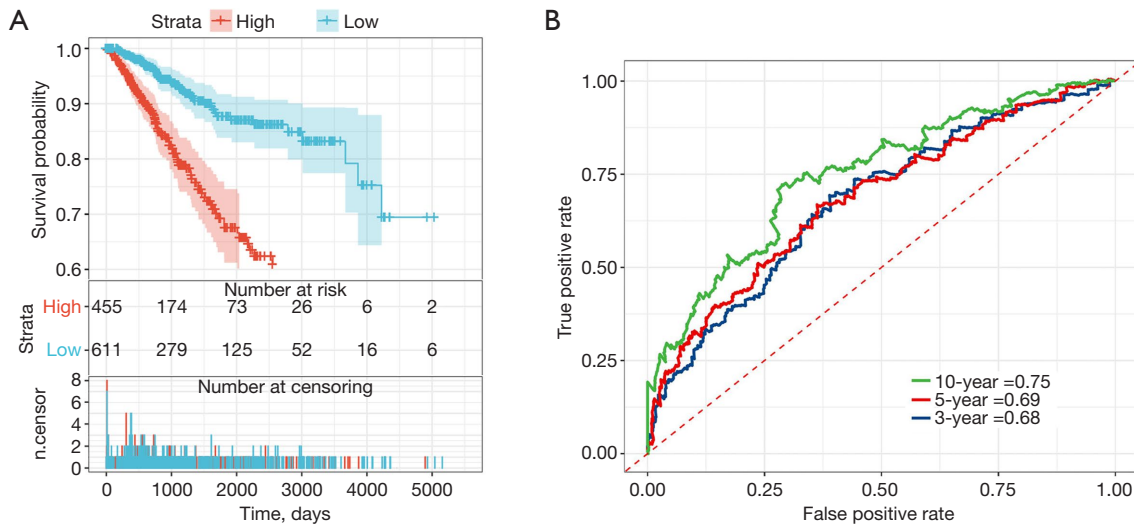 A
Strata High Low
Survival probability
1.0
0.9
0.8
0.7
0.6
Number at risk
Strata
High 455 174 73 26 6 2
Low 611 279 125 52 16 6
Number at censoring
n.censor
8
6
4
2
0
0 1000 2000 3000 4000 5000
Time, days
B
True positive rate
1.00
0.75
0.50
0.25
0.00
10-year =0.75
5-year =0.69
3-year =0.68
0.00 0.25 0.50 0.75 1.00
False positive rate